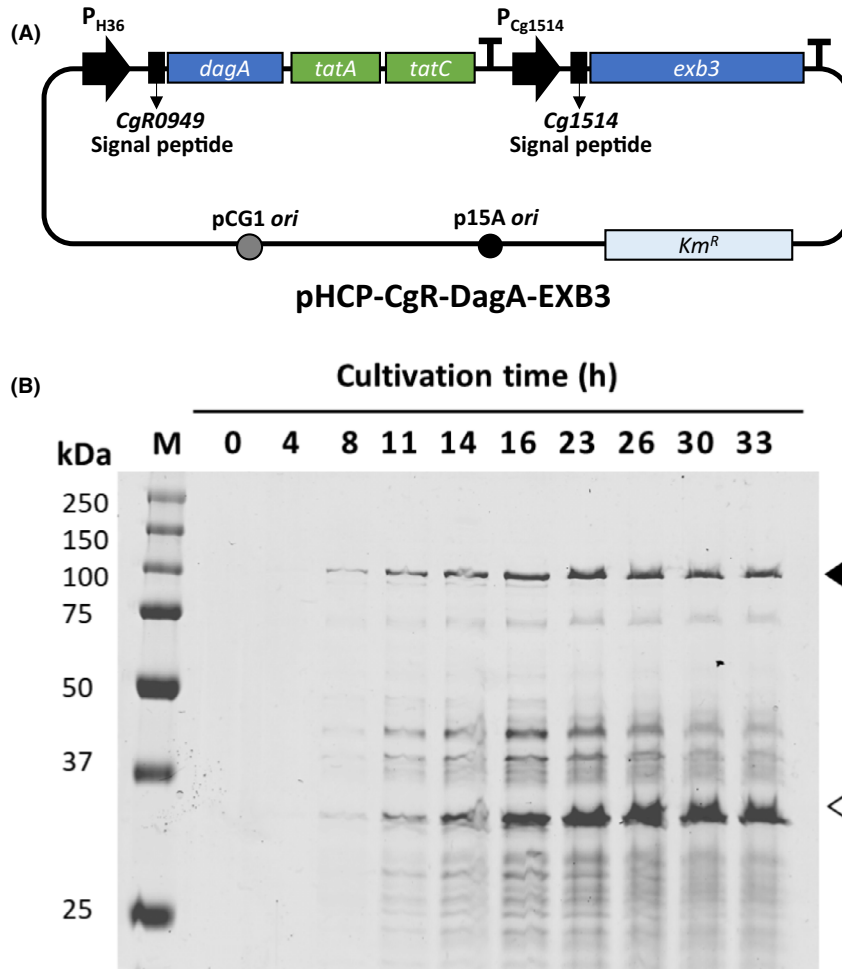 (A)
P_H36
P_Cg1514
dagA
tatA
tatC
exb3
CgR0949
Signal peptide
Cg1514
Signal peptide
pCG1 ori
p15A ori
Km^R
pHCP-CgR-DagA-EXB3
(B)
Cultivation time (h)
kDa M 0 4 8 11 14 16 23 26 30 33
250
150
100
75
50
37
25